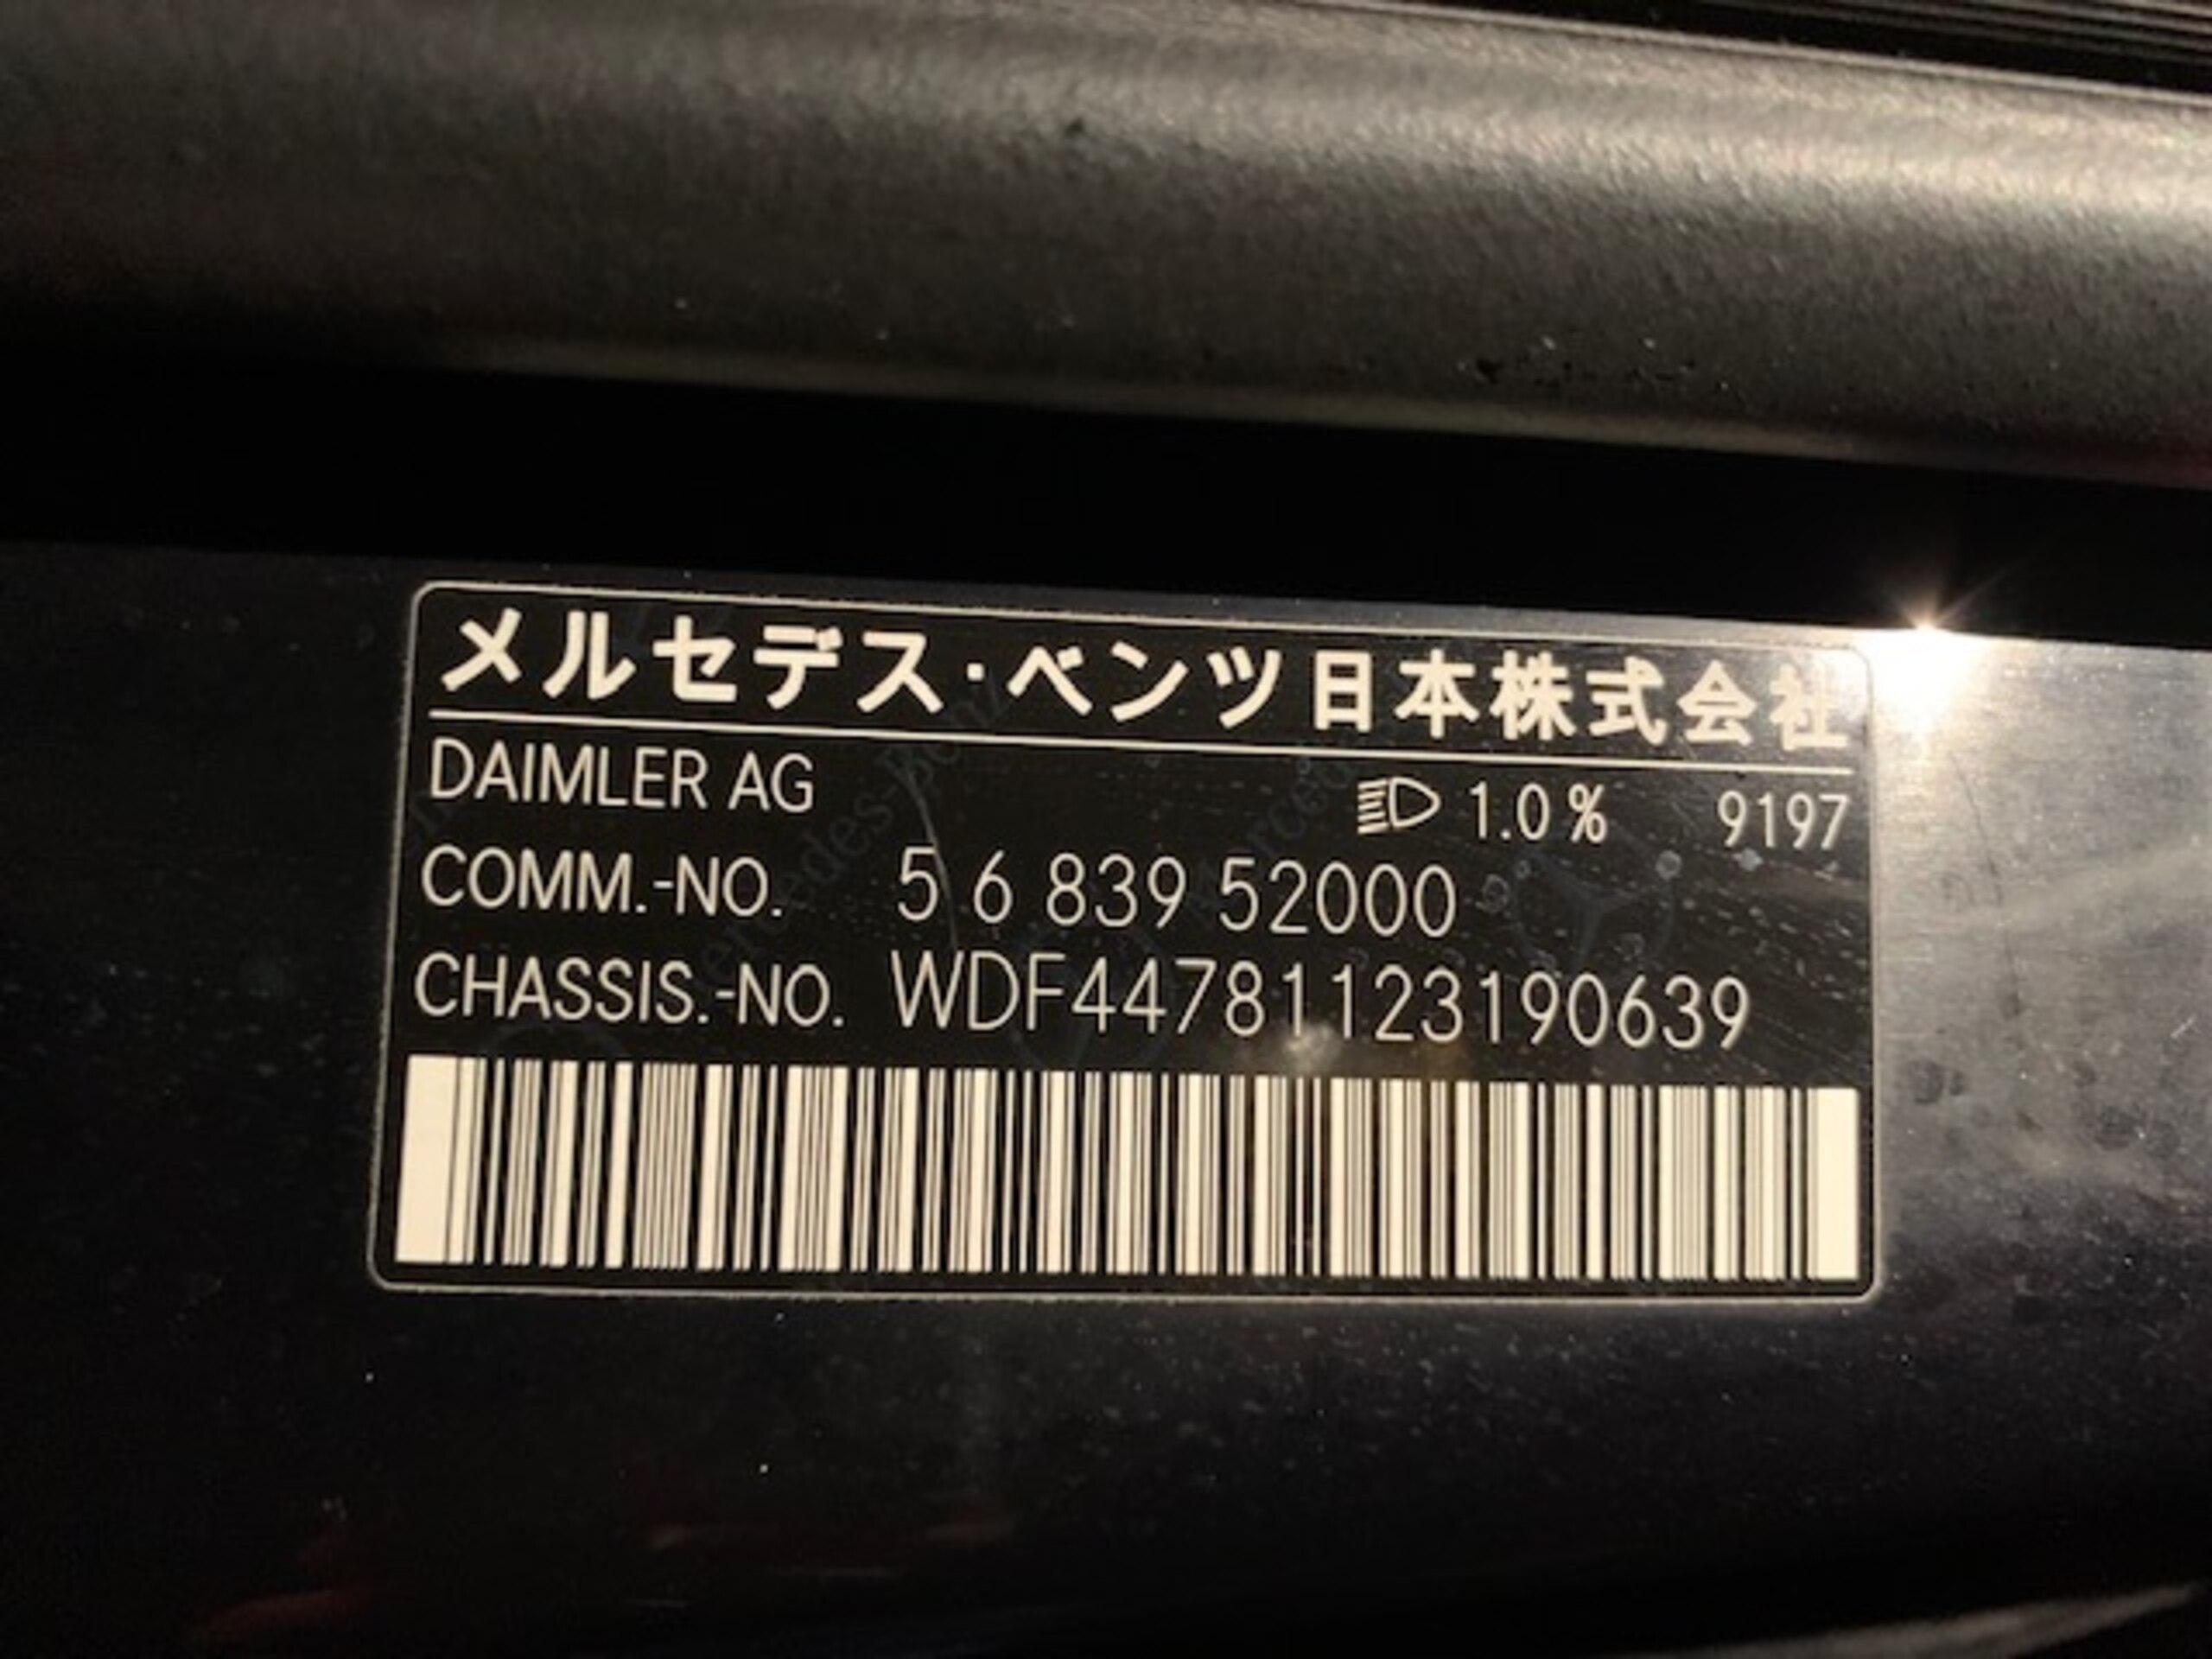 メルセデス・ベンツ日本株式会社
DAIMLER AG 1.0% 9197
COMM.-NO. 5 6 839 52000
CHASSIS.-NO. WDF44781123190639